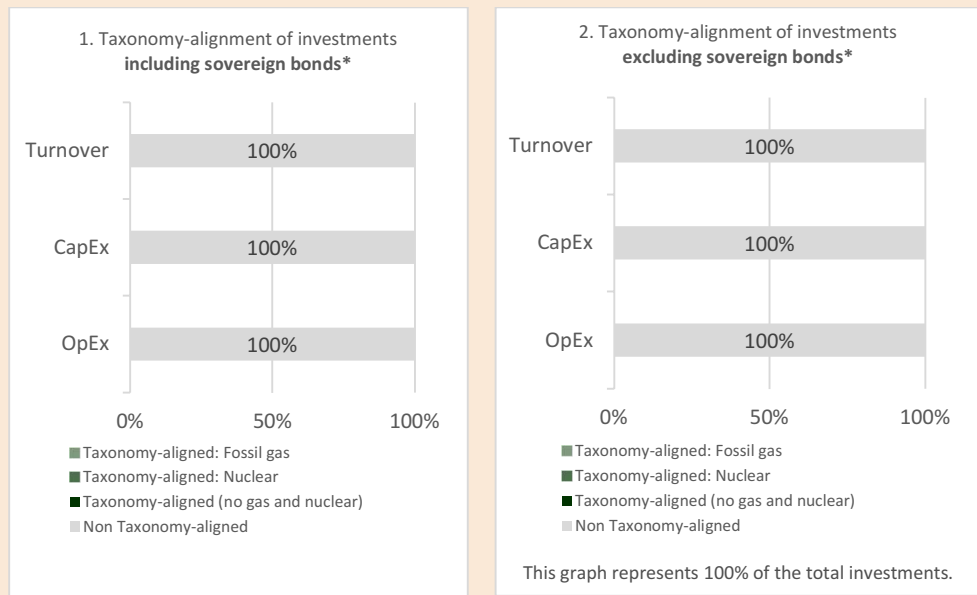 1. Taxonomy-alignment of investments
including sovereign bonds*
Turnover
100%
CapEx
100%
OpEx
100%
0%
50%
100%
Taxonomy-aligned: Fossil gas
Taxonomy-aligned: Nuclear
Taxonomy-aligned (no gas and nuclear)
Non Taxonomy-aligned
2. Taxonomy-alignment of investments
excluding sovereign bonds*
Turnover
100%
CapEx
100%
OpEx
100%
0%
50%
100%
Taxonomy-aligned: Fossil gas
Taxonomy-aligned: Nuclear
Taxonomy-aligned (no gas and nuclear)
Non Taxonomy-aligned
This graph represents 100% of the total investments.